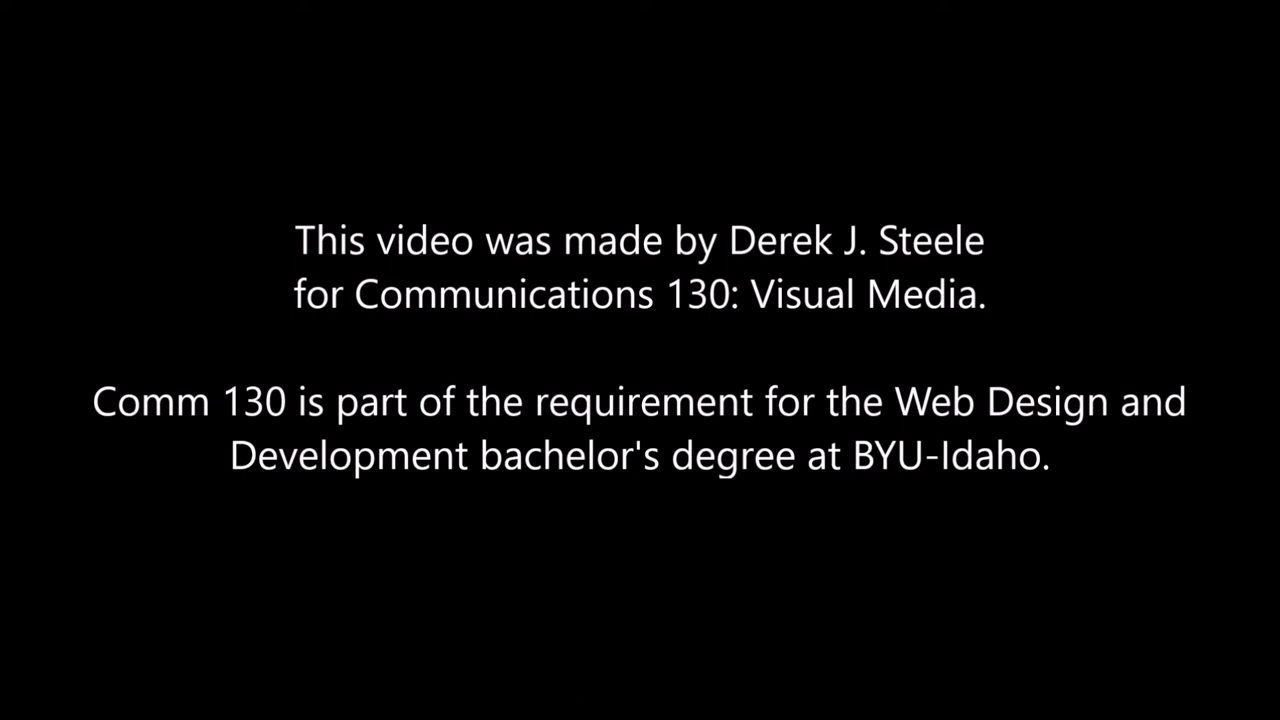 This video was made by Derek J. Steele
for Communications 130: Visual Media.
Comm 130 is part of the requirement for the Web Design and
Development bachelor's degree at BYU-Idaho.